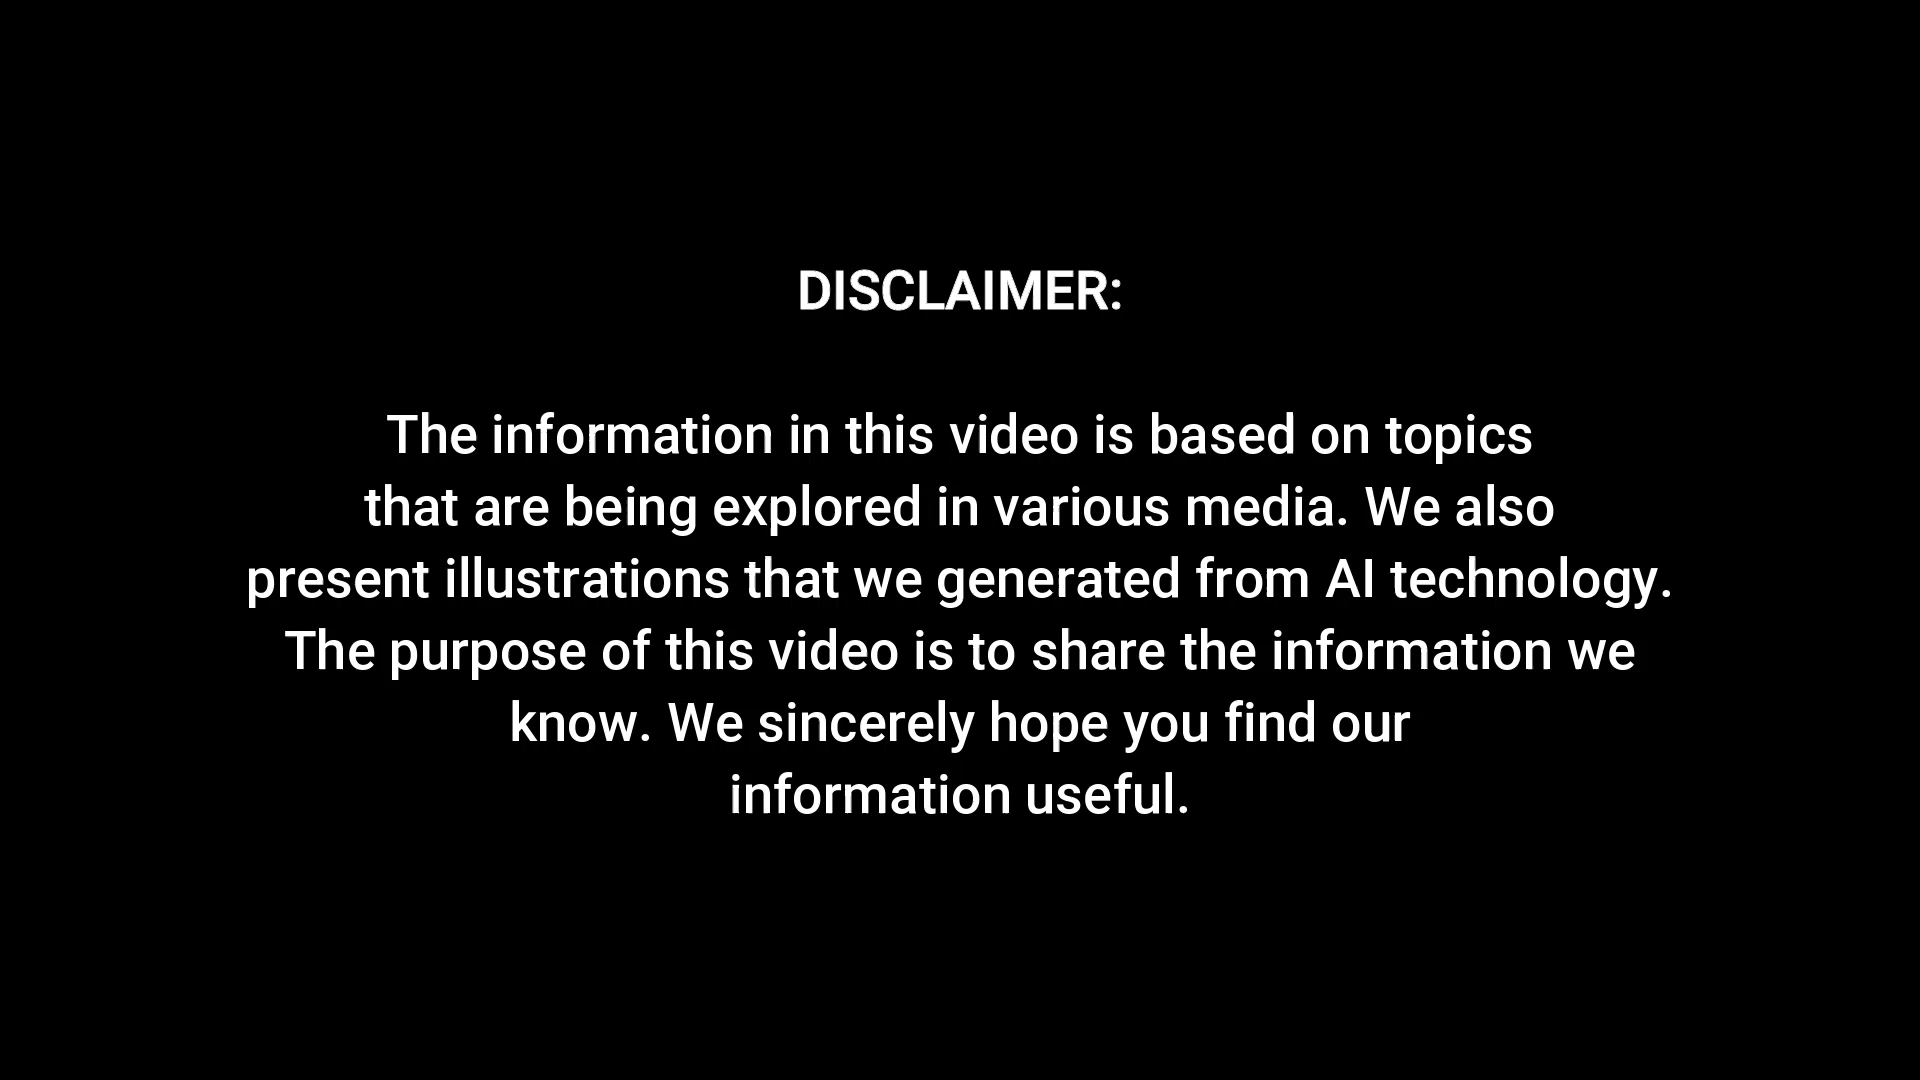 DISCLAIMER:
The information in this video is based on topics
that are being explored in various media. We also
present illustrations that we generated from AI technology.
The purpose of this video is to share the information we
know. We sincerely hope you find our
information useful.